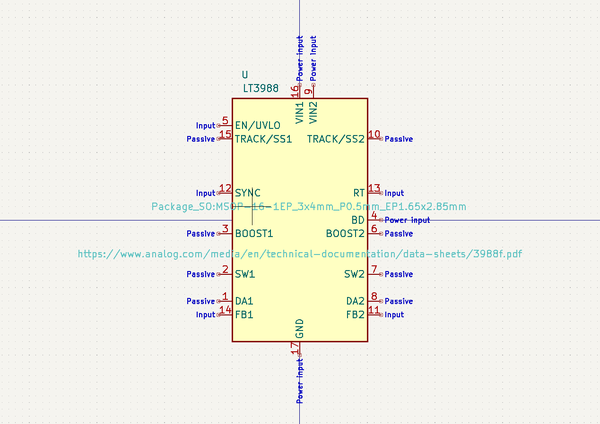 Power input
Power input
U
LT3988
16
9
VIN1
VIN2
Input
5
EN/UVLO
Passive
15
TRACK/SS1
TRACK/SS2
10
Passive
Input
12
SYNC
RT
13
Input
Package_SO:MSOP-16-1EP_3x4mm_P0.5mm_EP1.65x2.85mm
BD
4
Power input
Passive
3
BOOST1
BOOST2
6
Passive
https://www.analog.com/media/en/technical-documentation/data-sheets/3988f.pdf
Passive
2
SW1
SW2
7
Passive
Passive
1
DA1
DA2
8
Passive
Input
14
FB1
FB2
11
Input
GND
17
Power input